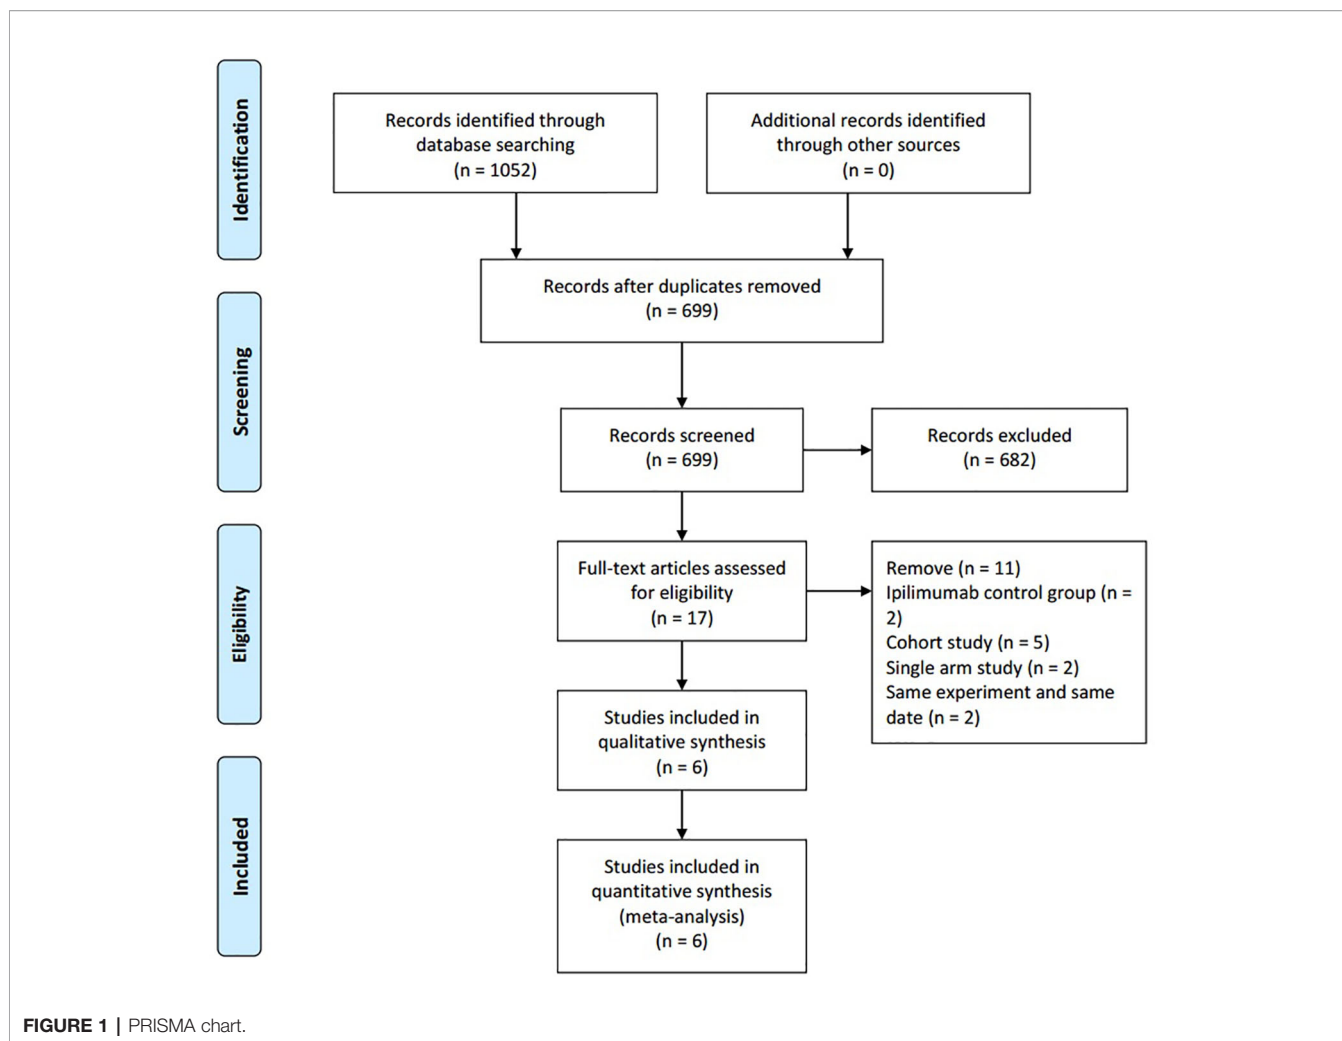 Identification
Records identified through
database searching
(n = 1052)
Additional records identified
through other sources
(n = 0)
Records after duplicates removed
(n = 699)
Screening
Records screened
(n = 699)
Records excluded
(n = 682)
Eligibility
Full-text articles assessed
for eligibility
(n = 17)
Remove (n = 11)
Ipilimumab control group (n =
2)
Cohort study (n = 5)
Single arm study (n = 2)
Same experiment and same
date (n = 2)
Studies included in
qualitative synthesis
(n = 6)
Included
Studies included in
quantitative synthesis
(meta-analysis)
(n = 6)
FIGURE 1 | PRISMA chart.